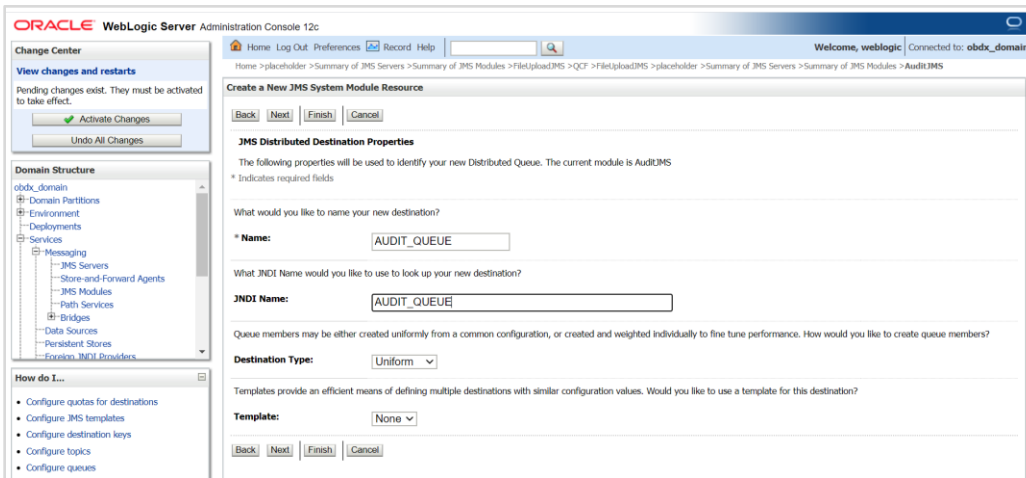 ORACLE WebLogic Server Administration Console 12c
Change Center
View changes and restarts
Pending changes exist. They must be activated
to take effect.
Activate Changes
Undo All Changes
Domain Structure
obdx_domain
Domain Partitions
Environment
Deployments
Services
Messaging
JMS Servers
Store-and-Forward Agents
JMS Modules
Path Services
Bridges
Data Sources
Persistent Stores
Foreign JNDI Providers
How do I...
Configure quotas for destinations
Configure JMS templates
Configure destination keys
Configure topics
Configure queues
Home Log Out Preferences Record Help
Welcome, weblogic Connected to: obdx_domain
Home >placeholder >Summary of JMS Servers >Summary of JMS Modules >FileUploadJMS >QCF >FileUploadJMS >placeholder >Summary of JMS Servers >Summary of JMS Modules >AuditJMS
Create a New JMS System Module Resource
Back Next Finish Cancel
JMS Distributed Destination Properties
The following properties will be used to identify your new Distributed Queue. The current module is AuditJMS
* Indicates required fields
What would you like to name your new destination?
* Name: AUDIT_QUEUE
What JNDI Name would you like to use to look up your new destination?
JNDI Name: AUDIT_QUEUE
Queue members may be either created uniformly from a common configuration, or created and weighted individually to fine tune performance. How would you like to create queue members?
Destination Type: Uniform
Templates provide an efficient means of defining multiple destinations with similar configuration values. Would you like to use a template for this destination?
Template: None
Back Next Finish Cancel